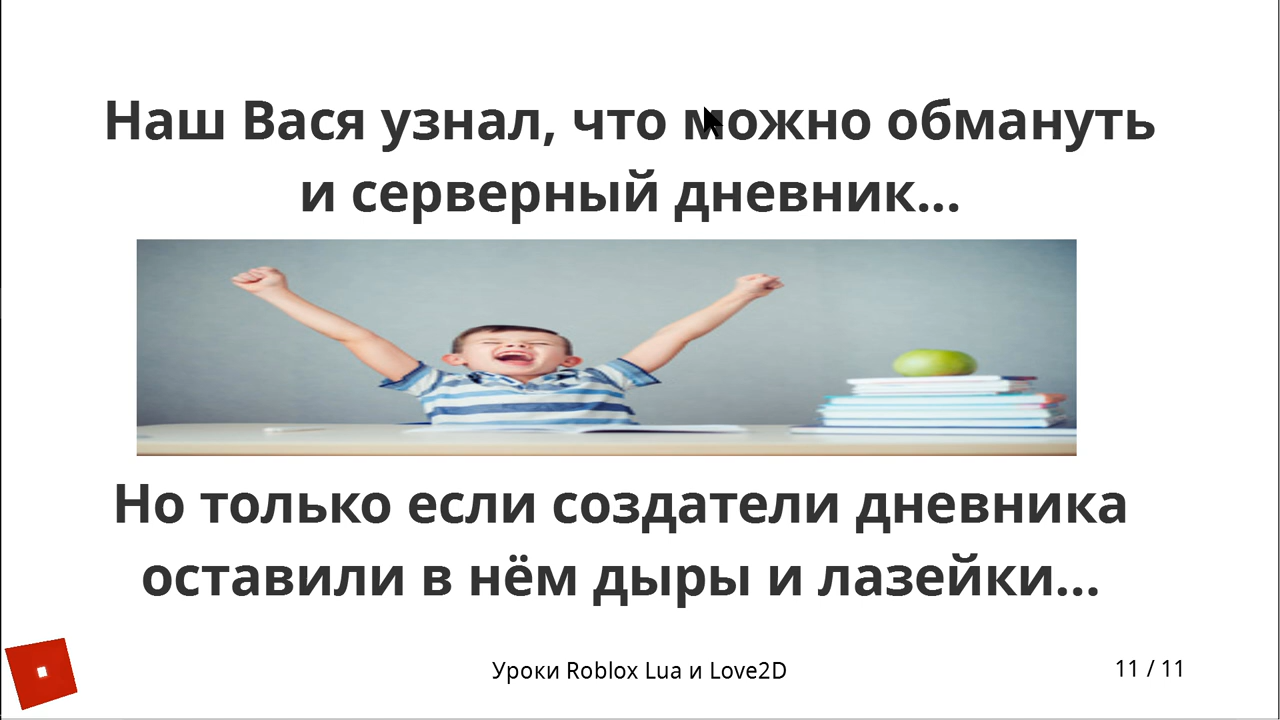 Наш Вася узнал, что можно обмануть
и серверный дневник...
Но только если создатели дневника
оставили в нём дыры и лазейки...
Уроки Roblox Lua и Love2D
11 / 11